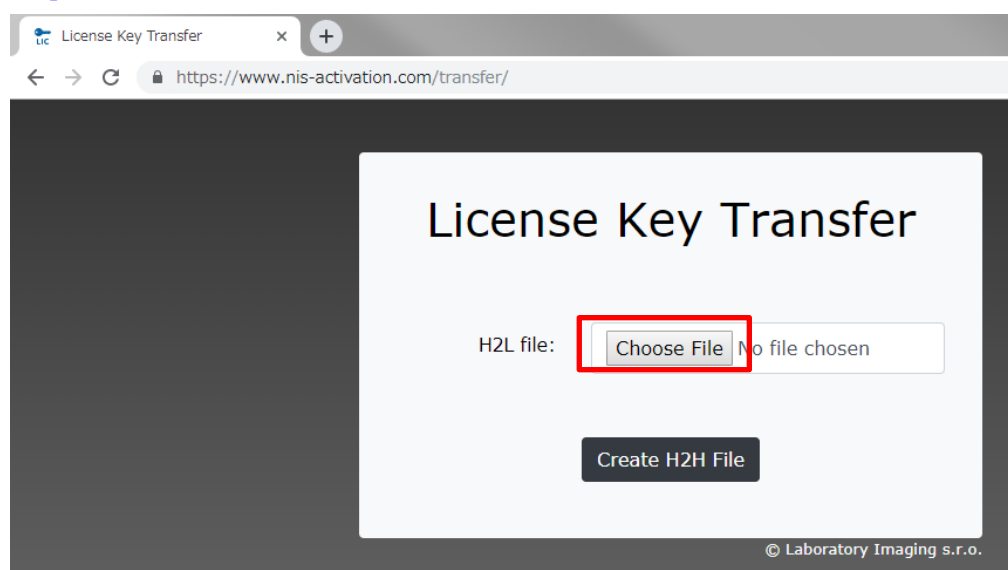 LIC License Key Transfer
https://www.nis-activation.com/transfer/
License Key Transfer
H2L file: Choose File No file chosen
Create H2H File
© Laboratory Imaging s.r.o.